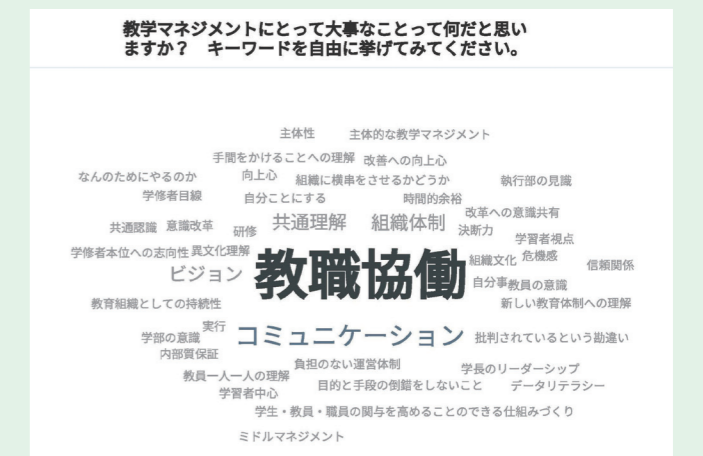 教学マネジメントにとって大事なことって何だと思い
ますか？　キーワードを自由に挙げてみてください。
主体性　主体的な教学マネジメント
手間をかけることへの理解　改善への向上心
なんのためにやるのか　向上心　組織に横串をさせるかどうか　執行部の見識
学修者目線　自分ことにする　時間的余裕
共通認識　意識改革　研修　共通理解　組織体制　改革への意識共有
決断力　学習者視点
学修者本位への志向性　異文化理解　教職協働　組織文化　危機感　信頼関係
ビジョン　自分事　教員の意識
教育組織としての持続性　新しい教育体制への理解
学部の意識　実行　コミュニケーション　批判されているという勘違い
内部質保証　負担のない運営体制　学長のリーダーシップ
教員一人一人の理解　目的と手段の倒錯をしないこと　データリテラシー
学習者中心
学生・教員・職員の関与を高めることのできる仕組みづくり
ミドルマネジメント